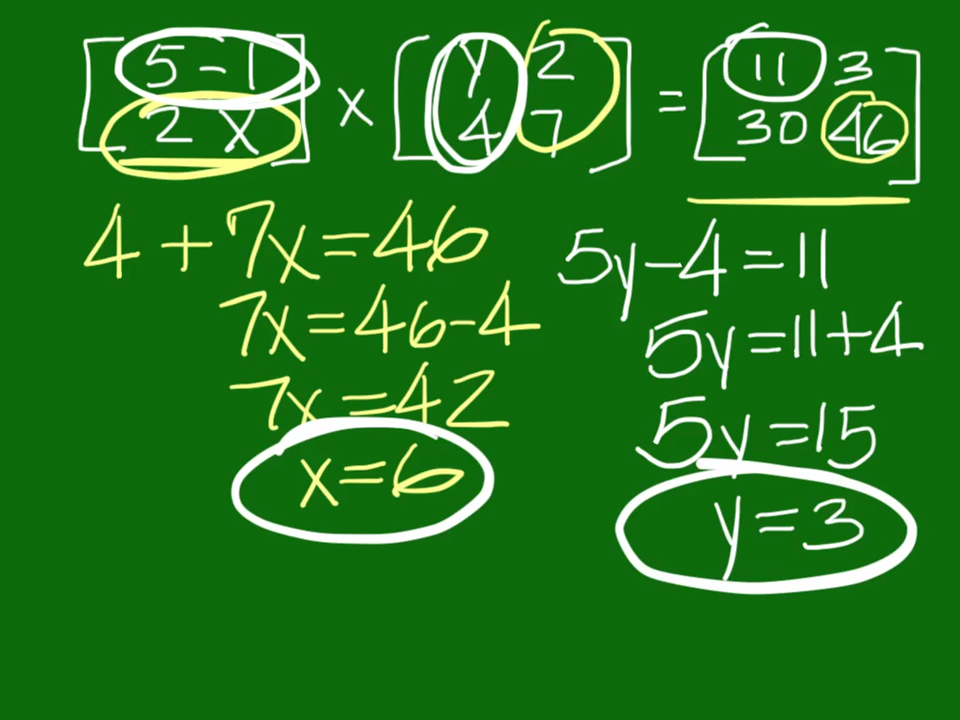 [5 -1] x [y 2] = [11 3]
[2 x] [4 7] [30 46]
4 + 7x = 46
7x = 46 - 4
7x = 42
x = 6
5y - 4 = 11
5y = 11 + 4
5y = 15
y = 3